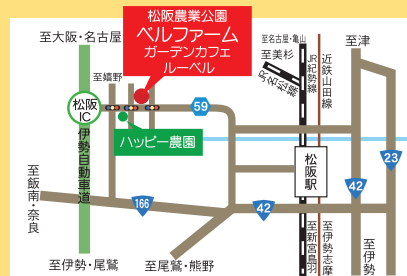 松阪農業公園
ベルファーム
ガーデンカフェ
ルーベル
至大阪・名古屋
至嬉野
至名古屋・亀山
至美杉
JR名松線
JR紀勢線
近鉄山田線
至津
松阪
IC
59
ハッピー農園
伊勢自動車道
松阪駅
23
42
至飯南・奈良
166
42
至伊勢・尾鷲
至尾鷲・熊野
至新宮鳥羽
至伊勢志摩
至伊勢